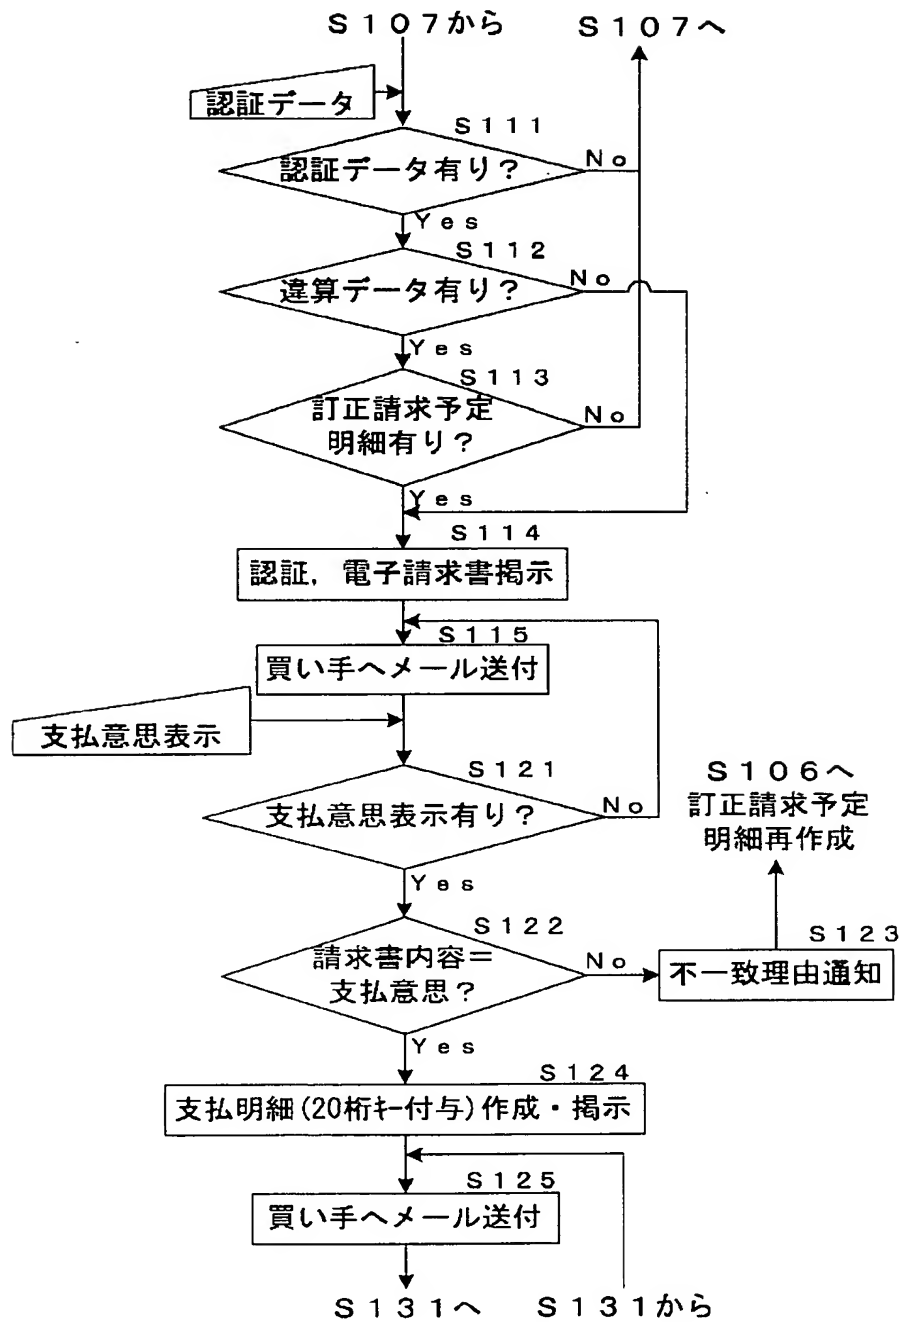 Ｓ１０７から
Ｓ１０７へ
認証データ
Ｓ１１１
認証データ有り？
Ｎｏ
Ｙｅｓ
Ｓ１１２
違算データ有り？
Ｎｏ
Ｙｅｓ
Ｓ１１３
訂正請求予定
明細有り？
Ｎｏ
Ｙｅｓ
Ｓ１１４
認証，電子請求書掲示
Ｓ１１５
買い手へメール送付
支払意思表示
Ｓ１２１
支払意思表示有り？
Ｎｏ
Ｙｅｓ
Ｓ１０６へ
訂正請求予定
明細再作成
Ｓ１２２
請求書内容＝
支払意思？
Ｎｏ
Ｓ１２３
不一致理由通知
Ｙｅｓ
Ｓ１２４
支払明細(20桁ｷｰ付与)作成・掲示
Ｓ１２５
買い手へメール送付
Ｓ１３１へ
Ｓ１３１から